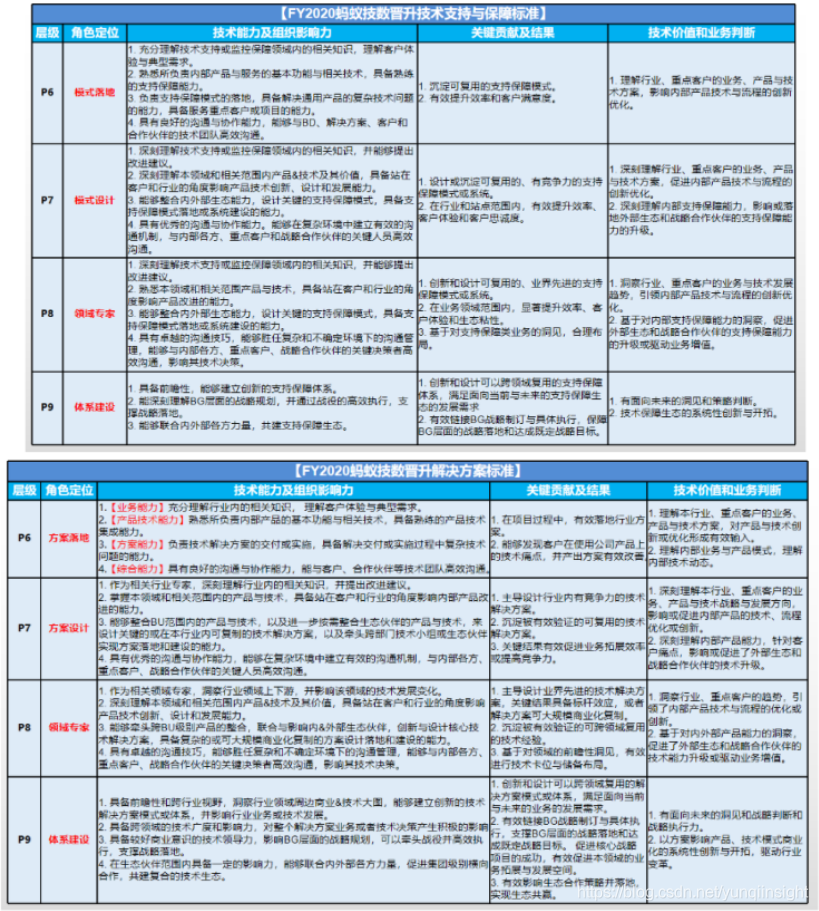 【FY2020蚂蚁技数晋升技术支持与保障标准】
层级 角色定位 技术能力及组织影响力 关键贡献及结果 技术价值和业务判断
P6
模式落地
1. 充分理解技术支持或监控保障领域内的相关知识，理解客户体
验与典型需求。
2. 熟悉所负责内部产品与服务的基本功能与相关技术，具备熟练
的支持保障能力。
3. 负责支持保障模式的落地，具备解决通用产品的复杂技术问题
的能力，具备服务重点客户或项目的能力。
4. 具有良好的沟通与协作能力，能够与BD、解决方案、客户和
合作伙伴的技术团队高效沟通。
1. 沉淀可复用的支持保障模式。
2. 有效提升效率和客户满意度。
1. 理解行业、重点客户的业务、产品与技
术方案，影响内部产品技术与流程的创新
优化。
P7
模式设计
1. 深刻理解技术支持或监控保障领域内的相关知识，并能够提出
改进建议。
2. 深刻理解本领域和相关范围内产品&技术及其价值，具备站在
客户和行业的角度影响产品技术创新、设计和发展能力。
3. 能够整合内外部生态能力，设计关键的支持保障模式，具备支
持保障模式落地或系统建设的能力。
4. 具有优秀的沟通与协作能力。能够在复杂环境中建立有效的沟
通机制，与内部各方、重点客户和战略合作伙伴的关键人员高效
沟通。
1. 设计或沉淀可复用的、有竞争力的支持
保障模式或系统。
2. 在行业和站点范围内，有效提升效率、
客户体验和客户忠诚度。
1. 深刻理解行业、重点客户的业务、产品
与技术方案，促进内部产品技术与流程的
创新优化。
2. 深刻理解内部支持保障能力，影响或落
地外部生态和战略合作伙伴的支持保障能
力的升级。
P8
领域专家
1. 深刻理解技术支持或监控保障领域内的相关知识，并能够提出
改进建议。
2. 熟悉本领域和相关范围产品与技术，具备站在客户和行业的角
度影响产品改进的能力。
3. 能够整合内外部生态能力，设计关键的支持保障模式，具备支
持保障模式落地或系统建设的能力。
4. 具有卓越的沟通技巧，能够胜任复杂和不确定环境下的沟通管
理，能够与内部各方、重点客户、战略合作伙伴的关键决策者高
效沟通，影响其技术决策。
1. 创新和设计可复用的、业界先进的支持
保障模式或系统。
2. 在业务领域范围内，显著提升效率、客
户体验和生态粘性。
3. 基于对支持保障类业务的洞见，合理布
局。
1. 洞察行业、重点客户的业务与技术发展
趋势，引领内部产品技术与流程的创新优
化。
2. 基于对内部支持保障能力的洞察，促进
外部生态和战略合作伙伴的支持保障能力
的升级或驱动业务增值。
P9
体系建设
1. 具备前瞻性，能够建立创新的支持保障体系。
2. 能深刻理解BG层面的战略规划，并通过战役的高效执行，支
撑战略落地。
3. 能够联合内外部各方力量，共建支持保障生态。
1. 创新和设计可以跨领域复用的支持保障
体系，满足面向当前与未来的支持保障生
态的发展需求
2. 有效链接BG战略制订与具体执行，保障
BG层面的战略落地和达成既定战略目标。
1. 有面向未来的洞见和策略判断。
2. 技术保障生态的系统性创新与开拓。
【FY2020蚂蚁技数晋升解决方案标准】
层级 角色定位 技术能力及组织影响力 关键贡献及结果 技术价值和业务判断
P6
方案落地
1.【业务能力】充分理解行业内的相关知识， 理解客户体验与典型需求。
2.【产品技术能力】熟悉所负责内部产品的基本功能与相关技术，具备熟练的产品技术
集成能力。
3.【方案能力】负责技术解决方案的交付或实施，具备解决交付或实施过程中复杂技术
问题的能力。
4.【综合能力】具有良好的沟通与协作能力，能与客户、合作伙伴等技术团队高效沟通。
1. 在项目过程中，有效落地行业方
案。
2. 能够发现客户在使用公司产品上
的技术痛点，并产出方案有效改善
1. 理解本行业、重点客户的业务、
产品与技术方案，对产品与技术创
新或优化形成有效输入。
2. 理解内部业务与产品模式，理解
内部技术动态。
P7
方案设计
1. 作为相关行业专家，深刻理解行业内的相关知识，并提出改进建议。
2. 掌握本领域和相关范围内的产品与技术，具备站在客户和行业的角度影响内部产品改
进的能力。
3. 能够整合BU范围内的产品与技术，以及进一步按需整合生态伙伴的产品与技术，来
设计关键的或在本行业内可复制的技术解决方案，以及牵头跨部门技术小组或生态伙伴
实现方案落地和建设的能力。
4. 具有优秀的沟通与协作能力，能够在复杂环境中建立有效的沟通机制，与内部各方、
重点客户、战略合作伙伴的关键人员高效沟通。
1. 主导设计行业内有竞争力的技术
解决方案。
2. 沉淀被有效验证的可复用的技术
解决方案。
3. 关键结果有效促进业务拓展效率
或提高竞争力。
1. 深刻理解本行业、重点客户的业
务、产品与技术战略与发展方向，
影响或促进内部产品的技术、流程
优化或创新。
2. 深刻理解内部产品能力，针对客
户痛点，影响或促进了外部生态和
战略合作伙伴的技术升级。
P8
领域专家
1. 作为相关领域专家、洞察行业领域上下游，并影响该领域的技术发展变化。
2. 深刻理解本领域和相关范围内产品&技术及其价值，具备站在客户和行业的角度影响
产品技术创新、设计和发展能力。
3. 能够牵头跨BU级别产品的整合，联合与影响内&外部生态伙伴，创新与设计核心技
术解决方案，具备复杂的或可大规模商业化复制的方案设计落地和建设的能力。
4. 具有卓越的沟通技巧，能够胜任复杂和不确定环境下的沟通管理，能够与内部各方、
重点客户、战略合作伙伴的关键决策者高效沟通，影响其技术决策。
1. 主导设计业界先进的技术解决方
案，关键结果具备标杆效应，或者
解决方案可大规模商业化复制。
2. 沉淀被有效验证的可跨领域复用
的技术经验。
3. 基于对领域的前瞻性洞见，有效
进行技术卡位与储备布局。
1. 洞察行业、重点客户的趋势，引
领了内部产品技术与流程的优化或
创新。
2. 基于对内外部产品能力的洞察，
促进了外部生态和战略合作伙伴的
技术能力升级或驱动业务增值。
P9
体系建设
1. 具备前瞻性和跨行业视野，洞察行业领域周边商业&技术大图，能够建立创新的技术
解决方案模式或体系，并影响行业业务或技术发展。
2. 具备跨领域的技术广度和影响力，对整个解决方案业务或者技术决策产生积极的影响
3. 具备较好商业意识的技术领导力，影响BG层面的战略规划，可以牵头战役并高效执
行，支撑战略落地。
4. 在生态伙伴范围内具备一定的影响力，能够联合内外部各方力量，促进集团级别横向
合作，共建复合的技术生态。
1. 创新和设计可以跨领域复用的解
决方案模式或体系，满足面向当前
与未来的业务的发展需求。
2. 有效链接BG战略制订与具体执
行，支撑BG层面的战略落地和达
成既定战略目标。 促进核心战略
项目的成功，有效促进本领域的业
务拓展与发展空间。
3. 有效影响生态合作策略并落地，
实现生态共赢。
1. 有面向未来的洞见和战略判断和
战略执行力。
2. 以方案影响产品、技术模式商业
化的系统性创新与开拓，驱动行业
变革。
https://blog.csdn.net/yunqiinsight